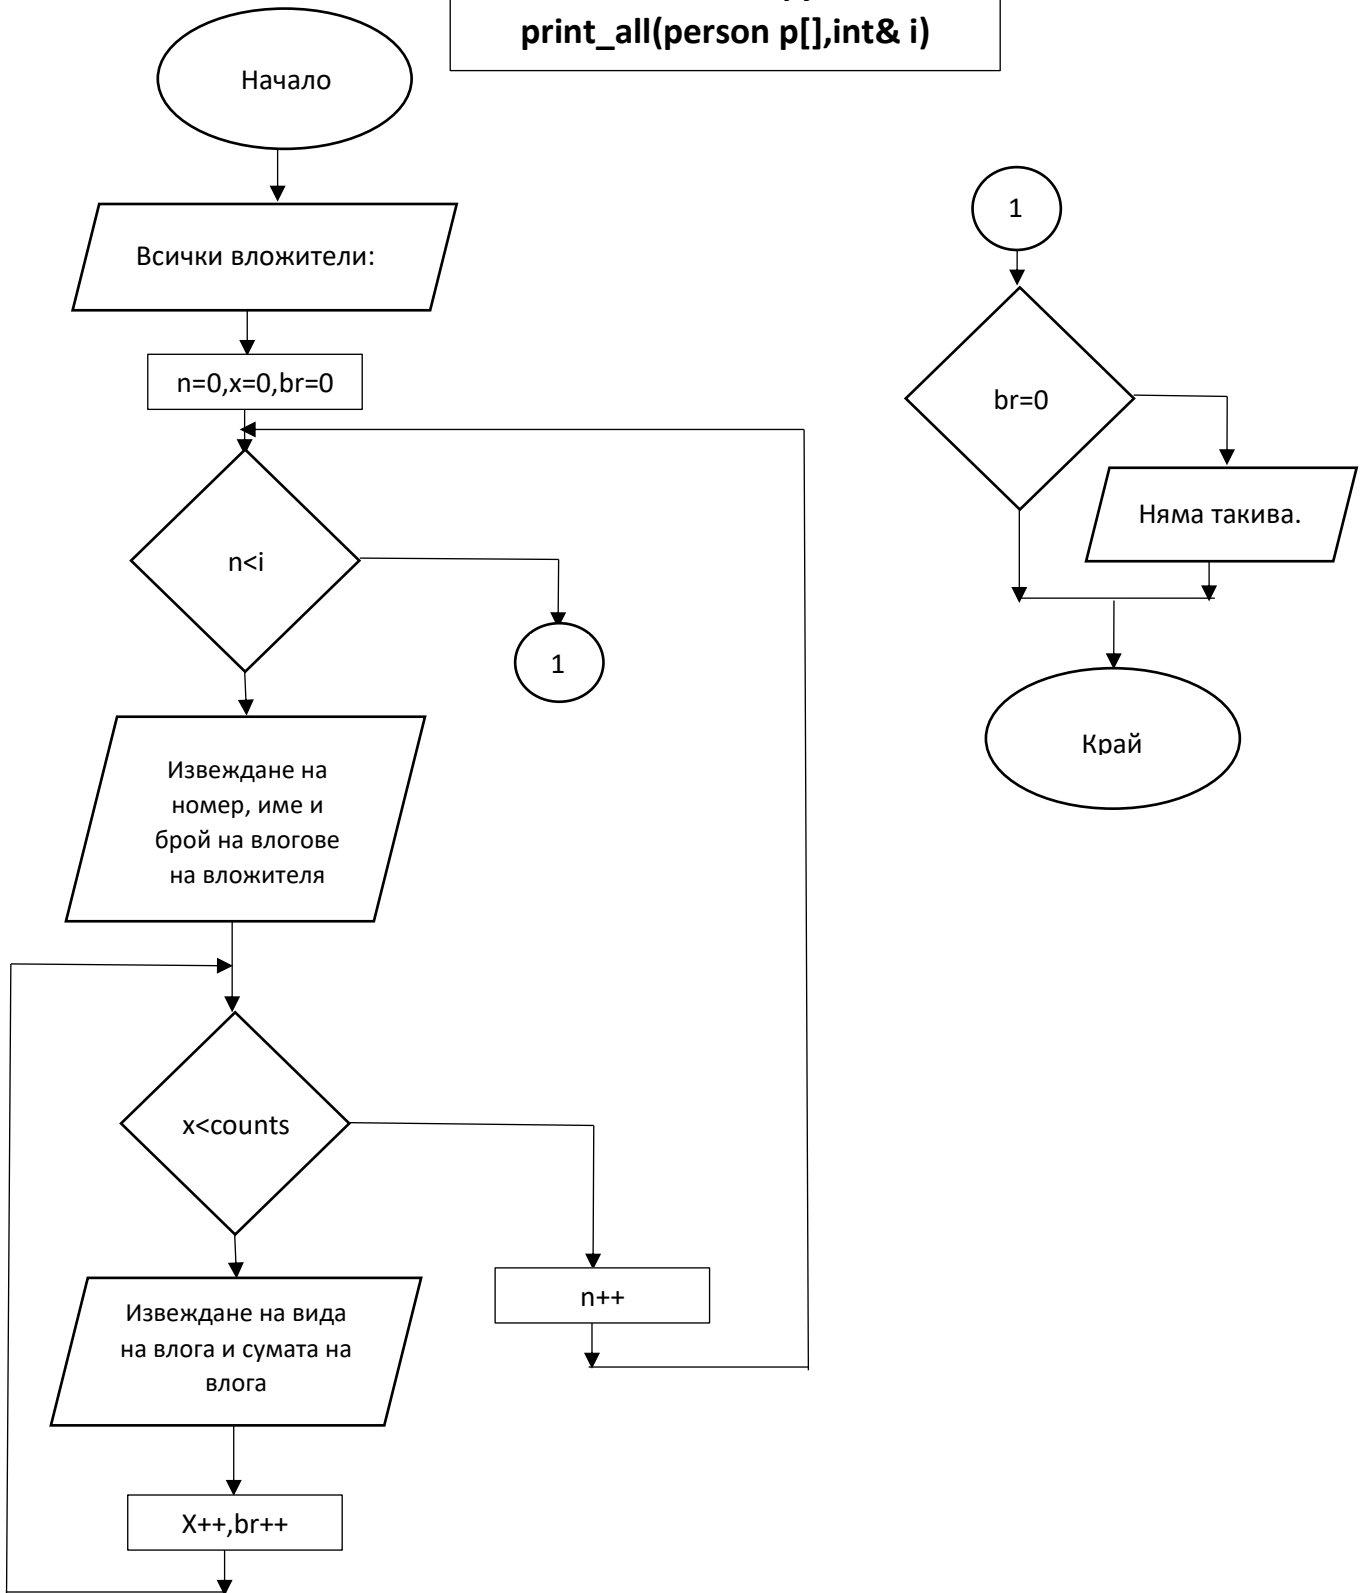 print_all(person p[],int& i)
Начало
Всички вложители:
n=0,x=0,br=0
n<i
1
Извеждане на
номер, име и
брой на влогове
на вложителя
x<counts
Извеждане на вида
на влога и сумата на
влога
X++,br++
n++
1
br=0
Няма такива.
Край